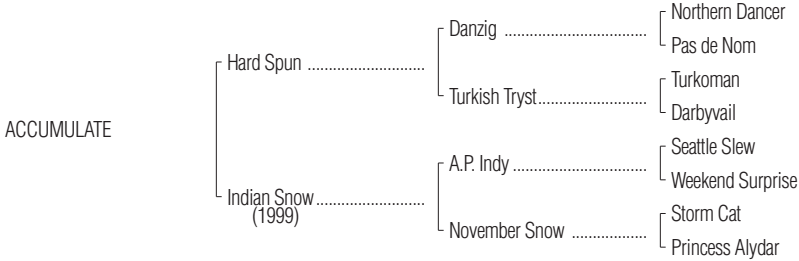 Northern Dancer
Danzig ..................................
Pas de Nom
Hard Spun ............................
Turkoman
Turkish Tryst..........................
Darbyvail
ACCUMULATE
Seattle Slew
A.P. Indy ................................
Weekend Surprise
Indian Snow..........................
(1999)
Storm Cat
November Snow ..................
Princess Alydar